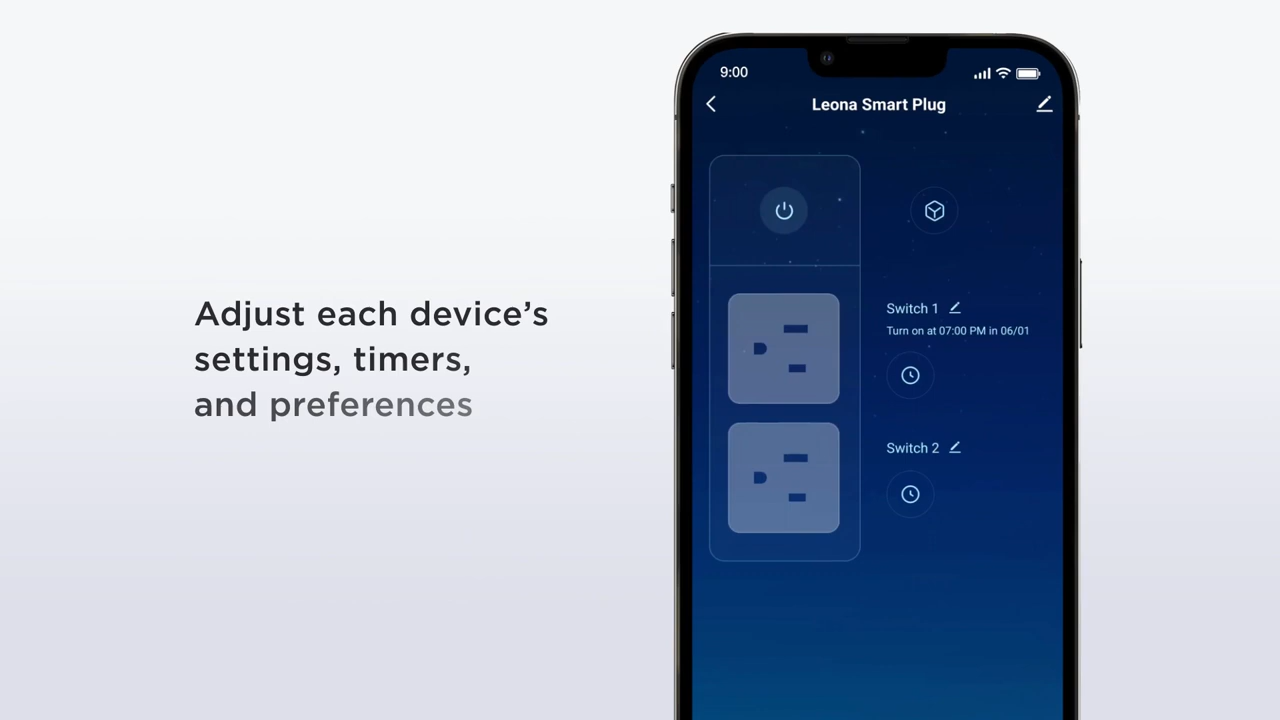 Adjust each device’s
settings, timers,
and preferences
9:00
Leona Smart Plug
Switch 1
Turn on at 07:00 PM in 06/01
Switch 2